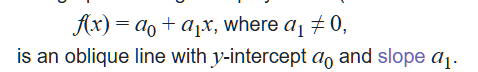 f(x) = a₀ + a₁x, where a₁ ≠ 0,
is an oblique line with y-intercept a₀ and slope a₁.